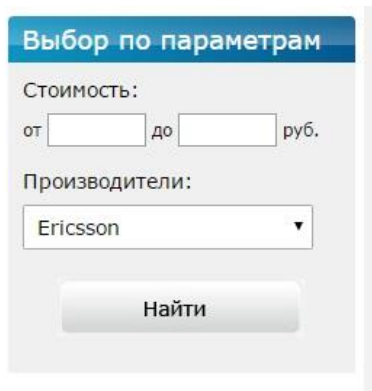 Выбор по параметрам
Стоимость:
от до руб.
Производители:
Ericsson
Найти